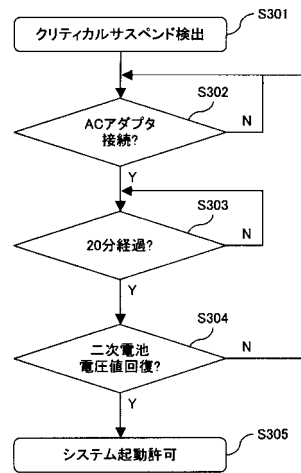 クリティカルサスペンド検出
S301
S302
ACアダプタ
接続?
N
Y
S303
20分経過?
N
Y
S304
二次電池
電圧値回復?
N
Y
S305
システム起動許可